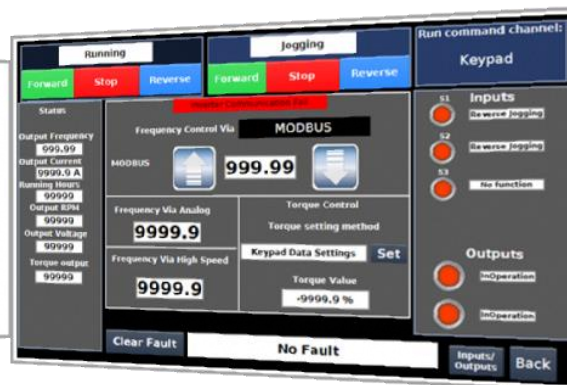 Running
Jogging
Run command channel:
Keypad
Forward Stop Reverse
Forward Stop Reverse
Status
Output Frequency
999.99
Output Current
9999.9 A
Running Hours
99999
Output RPM
99999
Output Voltage
99999
Torque output
99999
Frequency Control Via MODBUS
MODBUS 999.99
Frequency Via Analog
9999.9
Frequency Via High Speed
9999.9
Torque Control
Torque setting method
Keypad Data Settings Set
Torque Value
-9999.9 %
Inputs
S1
Reverse Jogging
S2
Reverse Jogging
S3
No function
Outputs
InOperation
InOperation
Clear Fault No Fault
Inputs/
Outputs
Back